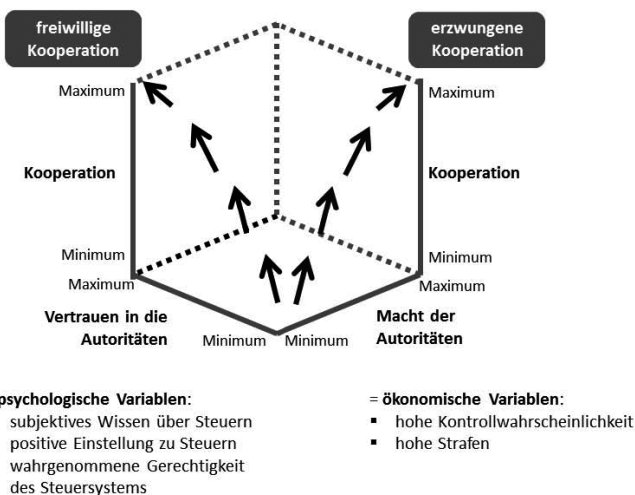 freiwillige
Kooperation
erzwungene
Kooperation
Maximum
Maximum
Kooperation
Kooperation
Minimum
Minimum
Maximum
Maximum
Vertrauen in die
Autoritäten
Minimum
Minimum
Macht der
Autoritäten
psychologische Variablen:
subjektives Wissen über Steuern
positive Einstellung zu Steuern
wahrgenommene Gerechtigkeit
des Steuersystems
= ökonomische Variablen:
▪ hohe Kontrollwahrscheinlichkeit
▪ hohe Strafen